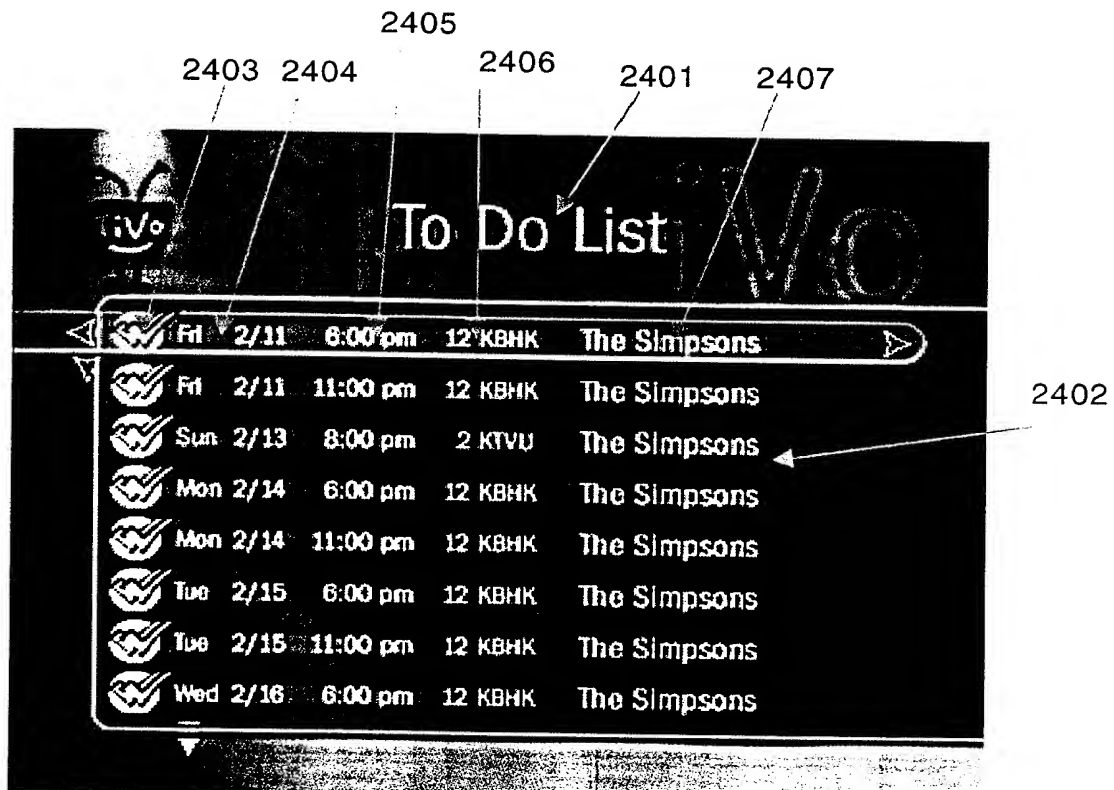 2405
2403 2404 2406 2401 2407
TiVo
To Do List
iVo
Fri 2/11 6:00 pm 12 KBHK The Simpsons
Fri 2/11 11:00 pm 12 KBHK The Simpsons
2402
Sun 2/13 8:00 pm 2 KTVU The Simpsons
Mon 2/14 6:00 pm 12 KBHK The Simpsons
Mon 2/14 11:00 pm 12 KBHK The Simpsons
Tue 2/15 6:00 pm 12 KBHK The Simpsons
Tue 2/15 11:00 pm 12 KBHK The Simpsons
Wed 2/16 6:00 pm 12 KBHK The Simpsons